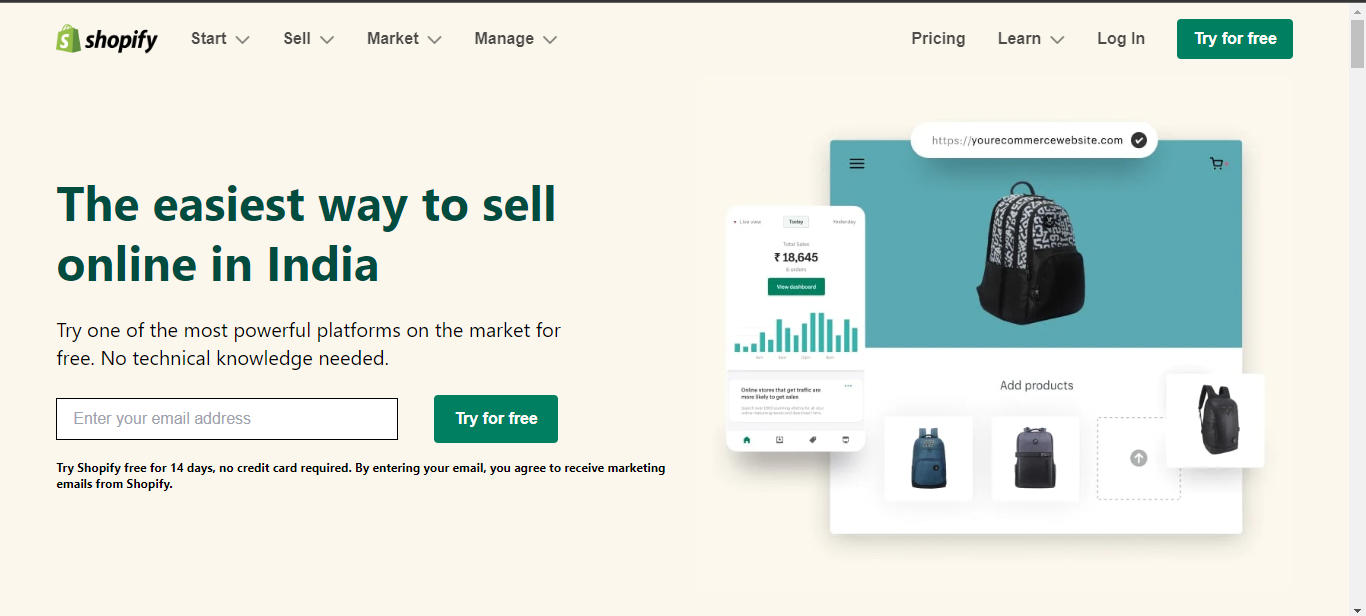 shopify
Start
Sell
Market
Manage
Pricing
Learn
Log In
Try for free
The easiest way to sell
online in India
Try one of the most powerful platforms on the market for
free. No technical knowledge needed.
Enter your email address
Try for free
Try Shopify free for 14 days, no credit card required. By entering your email, you agree to receive marketing
emails from Shopify.
https://yourecommercewebsite.com
Live view
Today
Yesterday
Total Sales
₹ 18,645
6 orders
View dashboard
Online stores that get traffic are
more likely to get sales
Add products